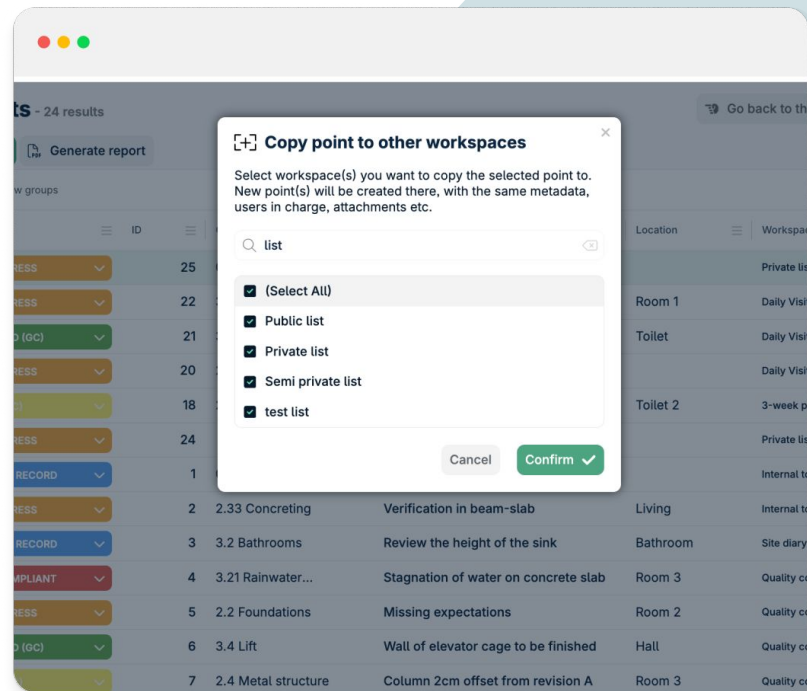 ts - 24 results
Go back to th
Generate report
w groups
ID
Location
Workspac
[+] Copy point to other workspaces
Select workspace(s) you want to copy the selected point to.
New point(s) will be created there, with the same metadata,
users in charge, attachments etc.
list
(Select All)
Public list
Private list
Semi private list
test list
Cancel
Confirm
RESS 25 Private lis
RESS 22 Room 1 Daily Visi
D (GC) 21 Toilet Daily Visi
RESS 20 Daily Visi
18 Toilet 2 3-week p
RESS 24 Private lis
RECORD 1 Internal to
RESS 2 2.33 Concreting Verification in beam-slab Living Internal to
RECORD 3 3.2 Bathrooms Review the height of the sink Bathroom Site diary
MPLIANT 4 3.21 Rainwater... Stagnation of water on concrete slab Room 3 Quality co
RESS 5 2.2 Foundations Missing expectations Room 2 Quality co
D (GC) 6 3.4 Lift Wall of elevator cage to be finished Hall Quality co
7 2.4 Metal structure Column 2cm offset from revision A Room 3 Quality co